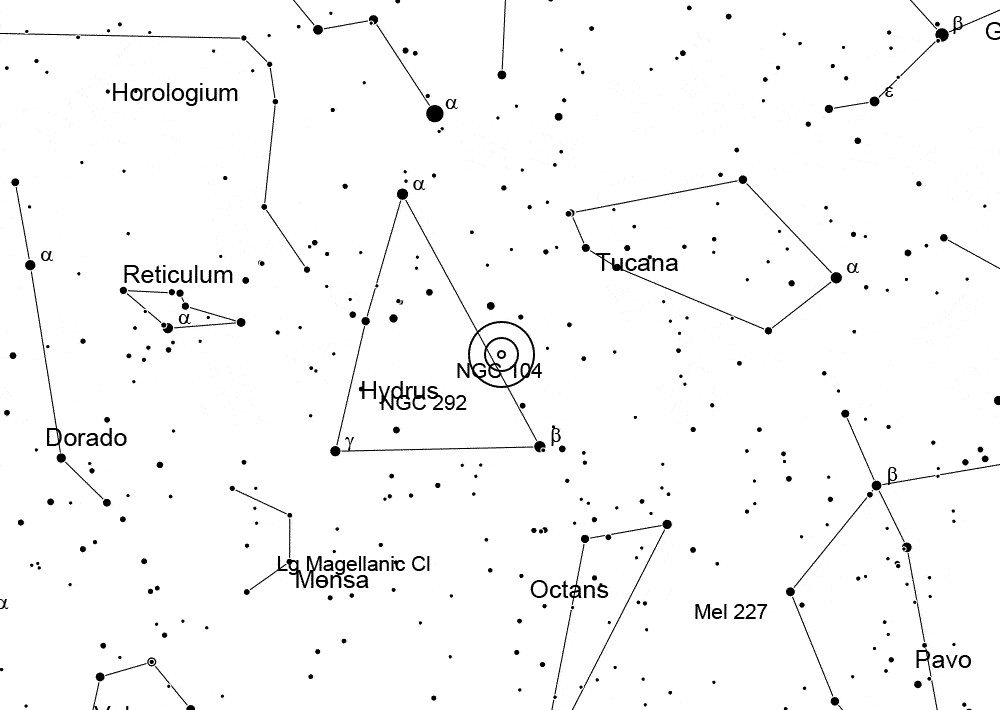 β
G
Horologium
α
ε
α
α
Tucana
α
Reticulum
α
NGC 104
Hydrus
NGC 292
Dorado
γ
β
β
Lg Magellanic Cl
Mensa
Octans
α
Mel 227
Pavo